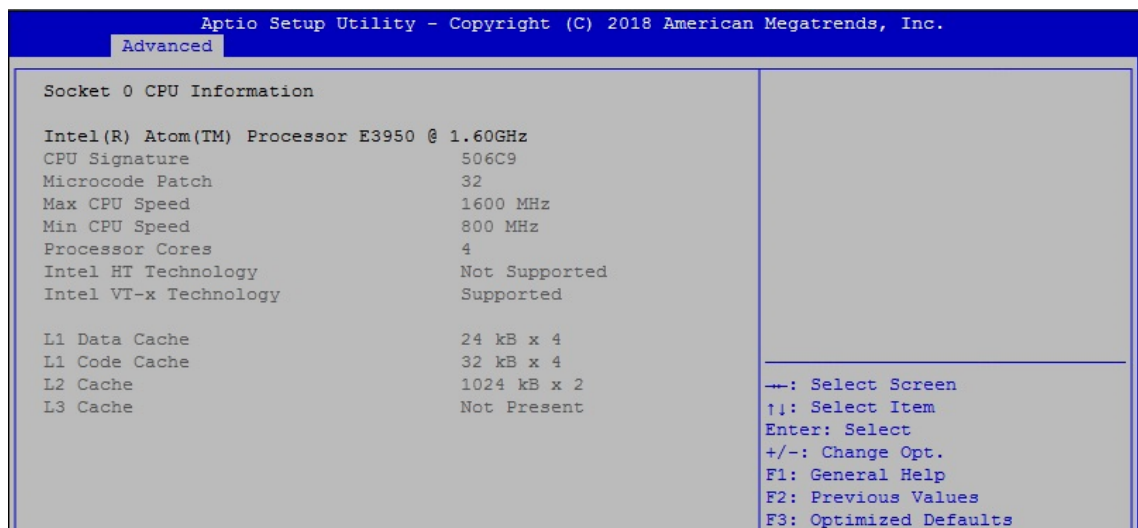 Aptio Setup Utility - Copyright (C) 2018 American Megatrends, Inc.
Advanced
Socket 0 CPU Information
Intel(R) Atom(TM) Processor E3950 @ 1.60GHz
CPU Signature 506C9
Microcode Patch 32
Max CPU Speed 1600 MHz
Min CPU Speed 800 MHz
Processor Cores 4
Intel HT Technology Not Supported
Intel VT-x Technology Supported
L1 Data Cache 24 kB x 4
L1 Code Cache 32 kB x 4
L2 Cache 1024 kB x 2
L3 Cache Not Present
→←: Select Screen
↑↓: Select Item
Enter: Select
+/-: Change Opt.
F1: General Help
F2: Previous Values
F3: Optimized Defaults